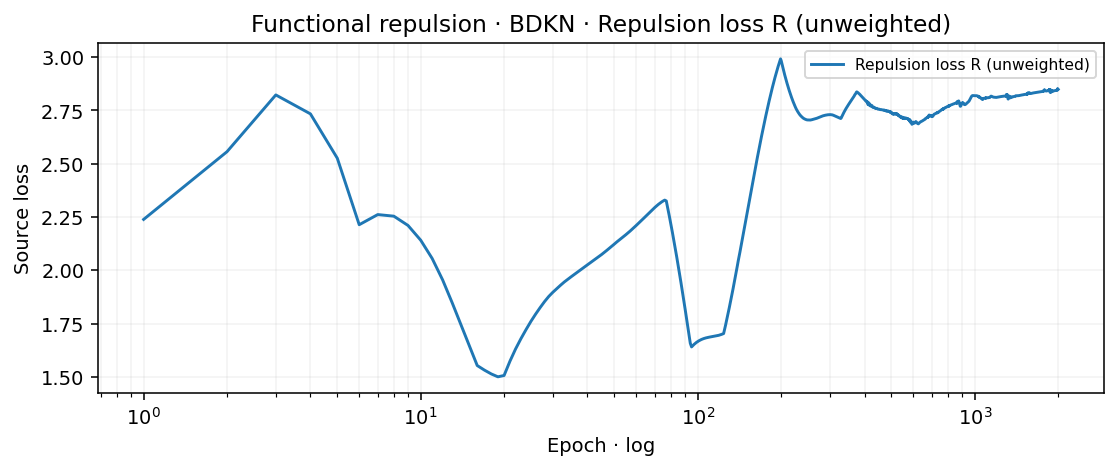 Functional repulsion · BDKN · Repulsion loss R (unweighted)
Repulsion loss R (unweighted)
Source loss
3.00
2.75
2.50
2.25
2.00
1.75
1.50
10⁰
10¹
10²
10³
Epoch · log